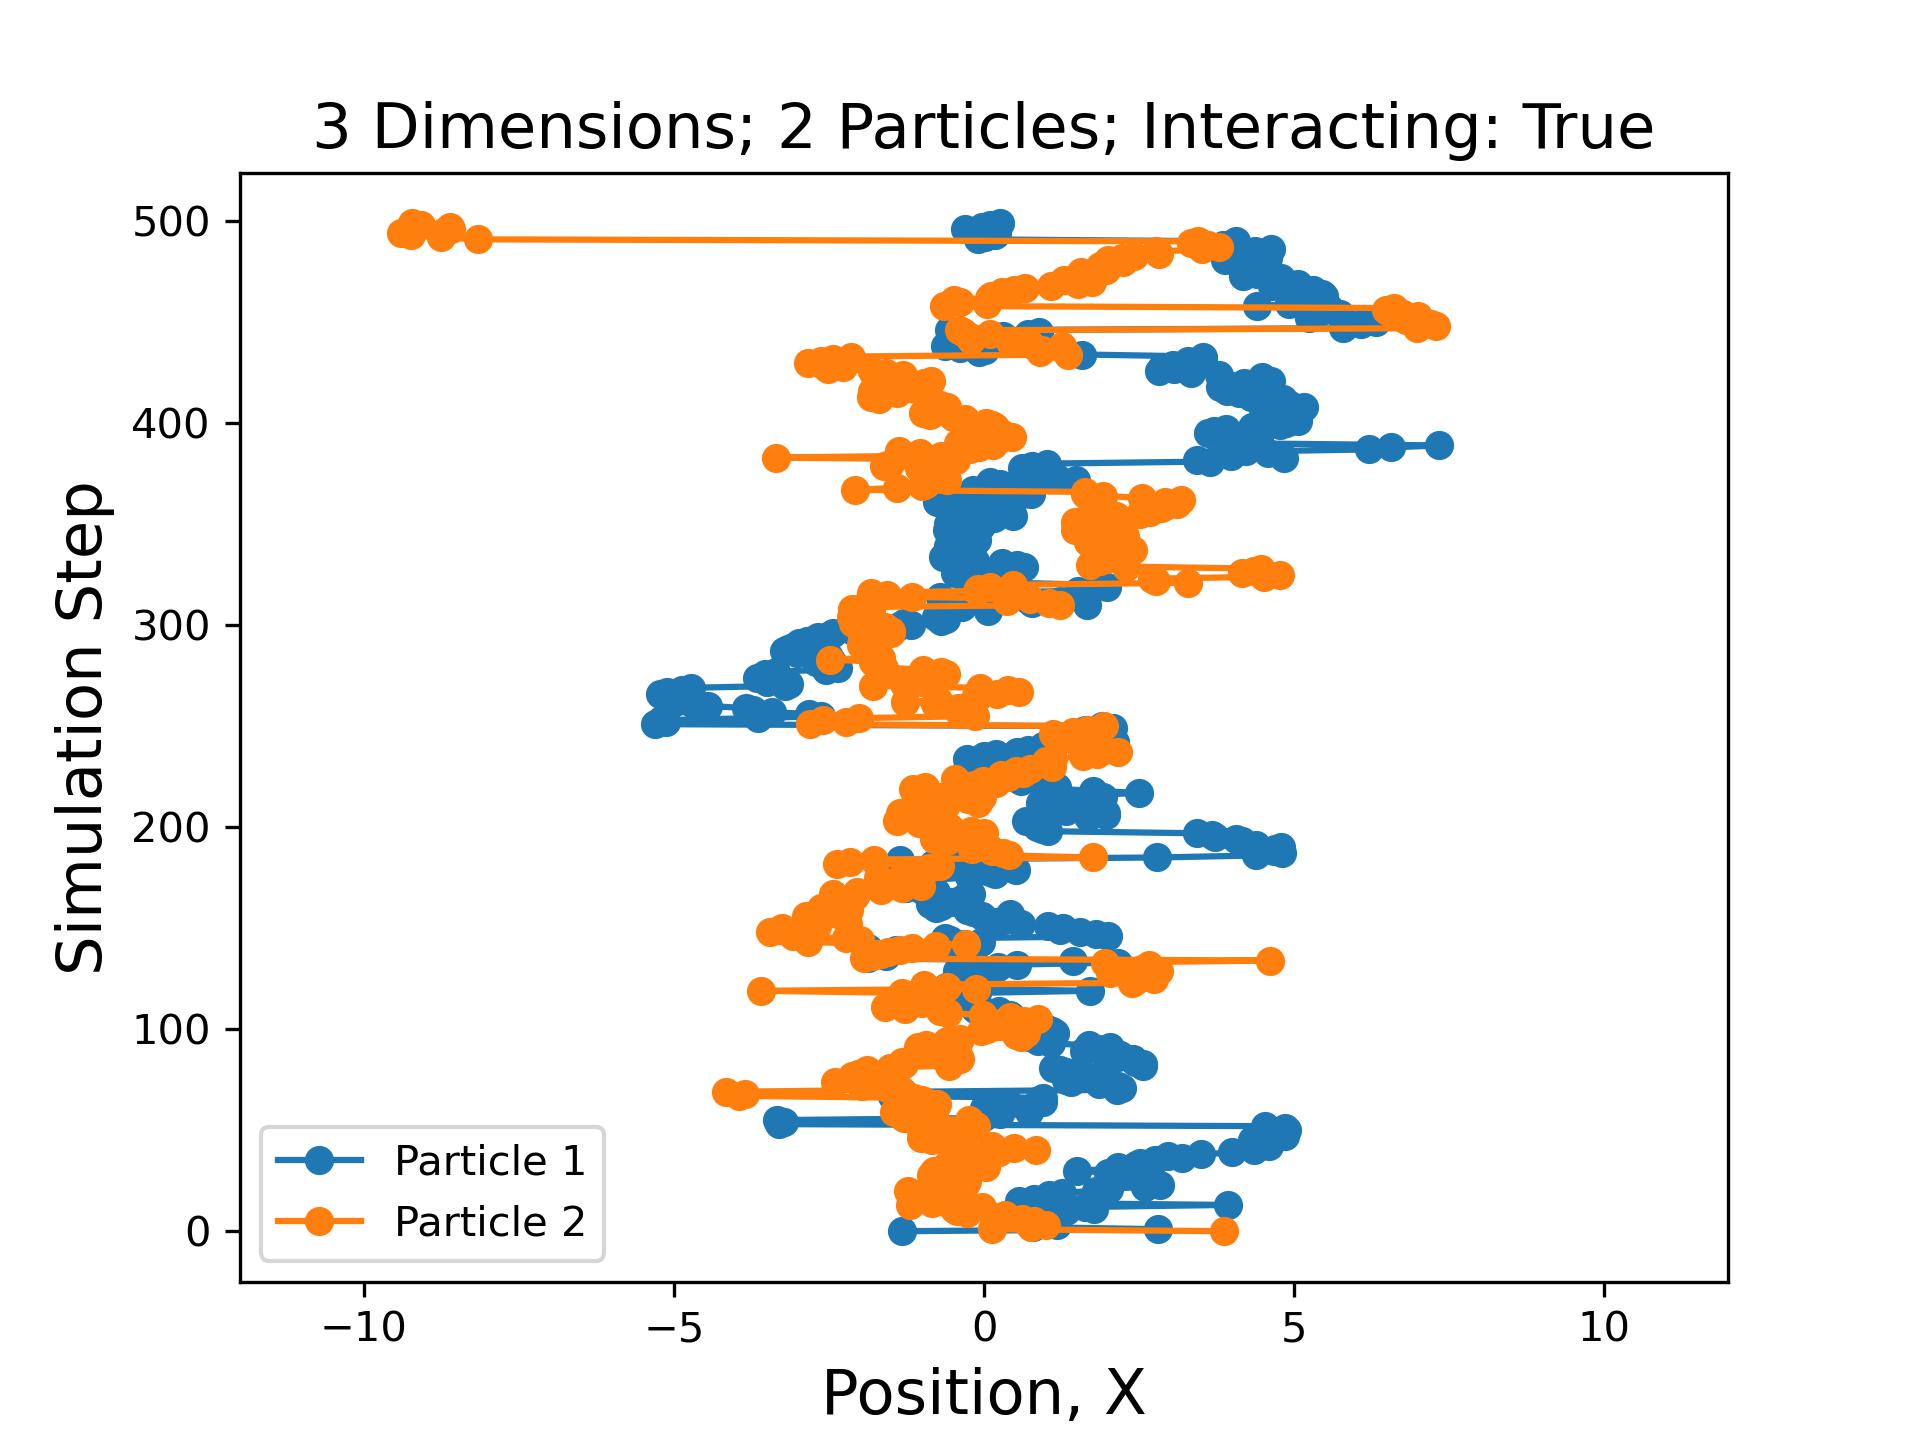 3 Dimensions; 2 Particles; Interacting: True
Simulation Step
500
400
300
200
100
0
Particle 1
Particle 2
−10
−5
0
5
10
Position, X